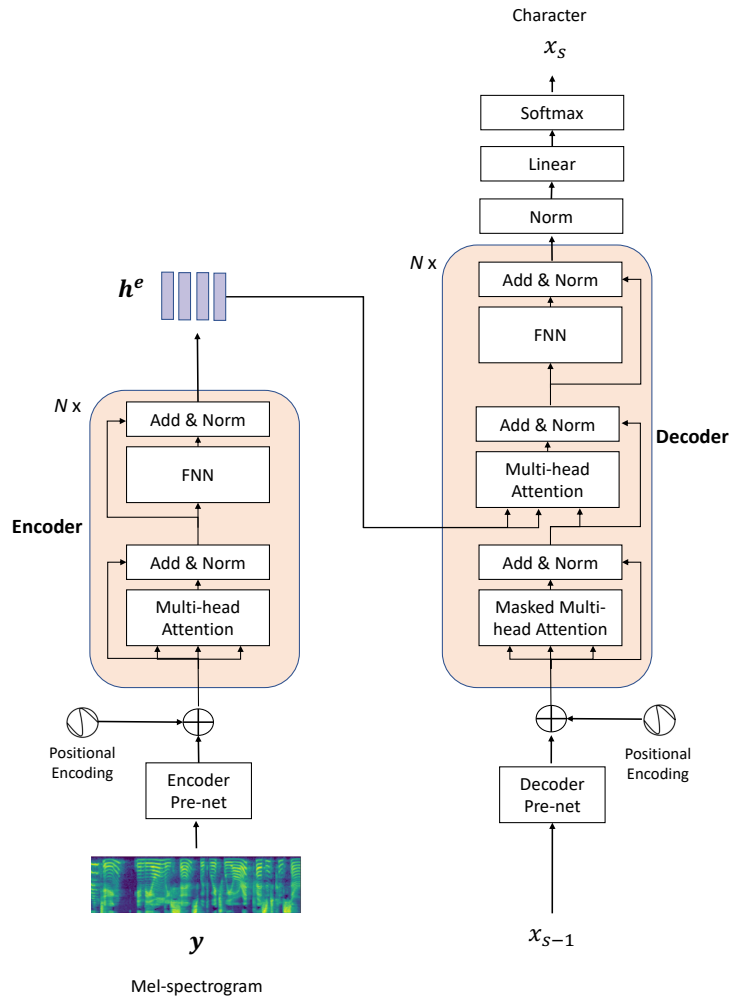 Character
x_s
Softmax
Linear
Norm
N x
Add & Norm
FNN
Add & Norm
Decoder
Multi-head
Attention
Add & Norm
Masked Multi-
head Attention
Positional
Encoding
Decoder
Pre-net
x_{s−1}
h^e
N x
Add & Norm
FNN
Encoder
Add & Norm
Multi-head
Attention
Positional
Encoding
Encoder
Pre-net
y
Mel-spectrogram